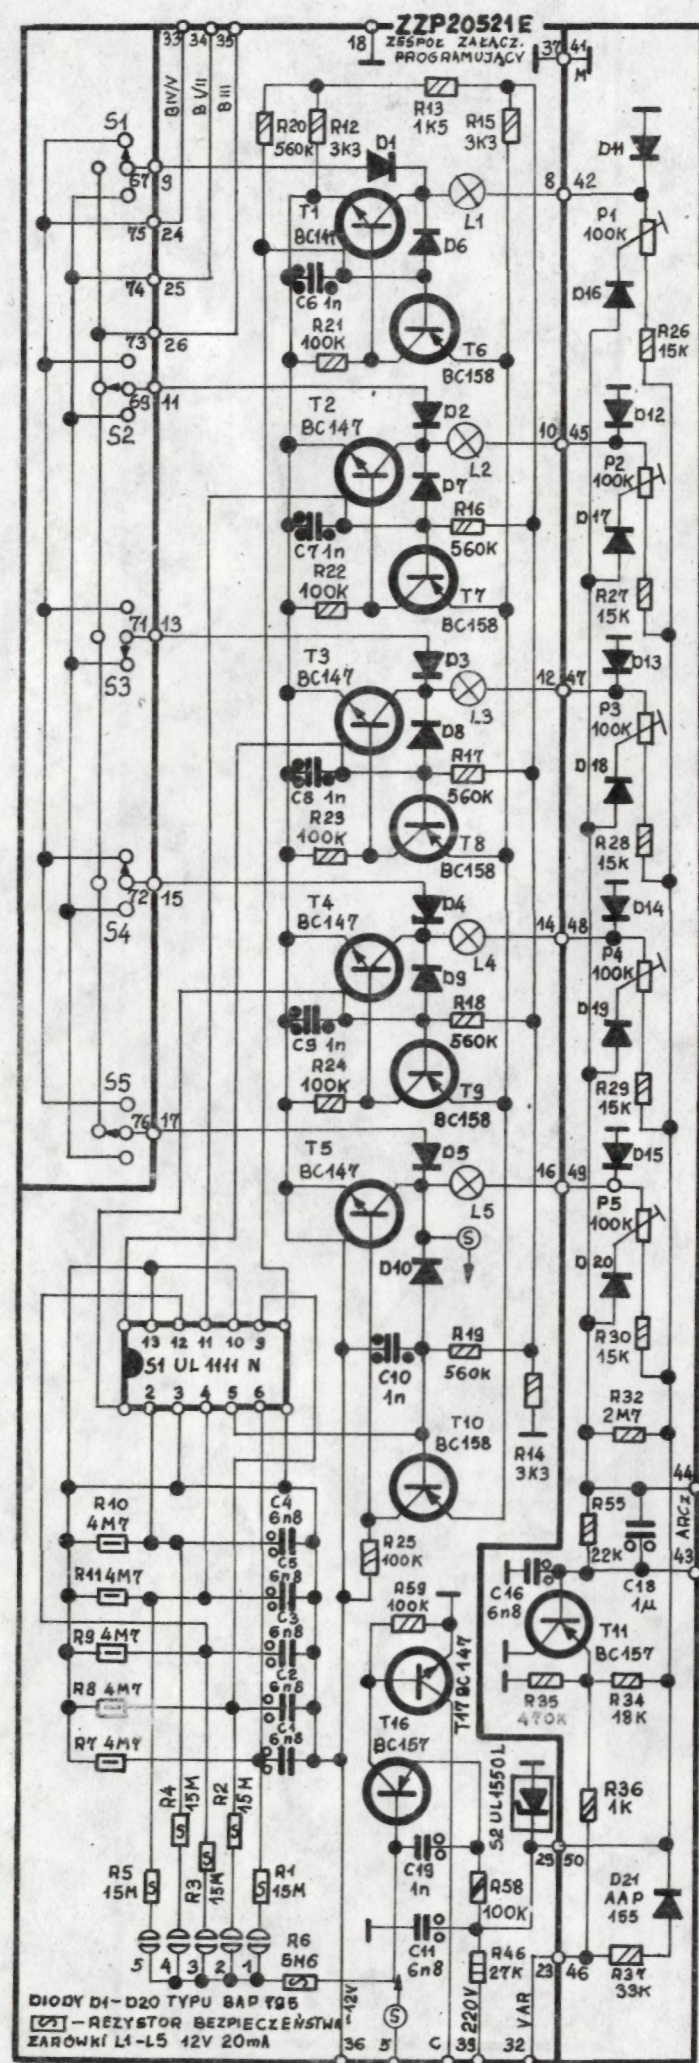 ZZP20521E
ZESPÓŁ ZAŁĄCZ.
PROGRAMUJĄCY
33 34 35 18 37 41
M
BIV/V B V/II B III
S1
R20
560K
R12
3K3
R13
1K5
R15
3K3
D1
D11
67 9
T1
BC147
L1
8 42
P1
100K
75 24
D6
74 25
C6 1n
D16
R21
100K
T6
BC158
R26
15K
73 26
69 11
S2
T2
BC147
D2
L2
10 45
D12
P2
100K
D7
R16
560K
C7 1n
D17
R22
100K
T7
BC158
R27
15K
71 13
S3
T3
BC147
D3
L3
12 47
D13
P3
100K
D8
R17
560K
C8 1n
D18
R23
100K
T8
BC158
R28
15K
72 15
S4
T4
BC147
D4
L4
14 48
D14
P4
100K
D9
R18
560K
C9 1n
D19
R24
100K
T9
BC158
R29
15K
S5
76 17
T5
BC147
D5
L5
16 49
D15
P5
100K
S
D10
D20
13 12 11 10 9
S1 UL 1111 N
2 3 4 5 6
C10
1n
R19
560K
R30
15K
R14
3K3
R32
2M7
T10
BC158
44
ARCz
43
R10
4M7
C4
6n8
R55
22K
R11 4M7
C5
6n8
R25
100K
C16
6n8
C18
1µ
R9 4M7
C3
6n8
R59
100K
T11
BC157
R8 4M7
C2
6n8
T17 BC147
R35
470K
R34
18K
R7 4M7
C1
6n8
T16
BC157
S2 UL1550L
R4
15M
R2
15M
R36
1K
R5
15M
R3
15M
R1
15M
C19
1n
29 50
R58
100K
D21
AAP
155
5 4 3 2 1
R6
5M6
C11
6n8
R46
27K
23 46
R37
33K
DIODY D1-D20 TYPU BAP 795
S - REZYSTOR BEZPIECZEŃSTWA
ŻARÓWKI L1-L5 12V 20mA
-12V
S
220V
VAR
36 5 C 33 32